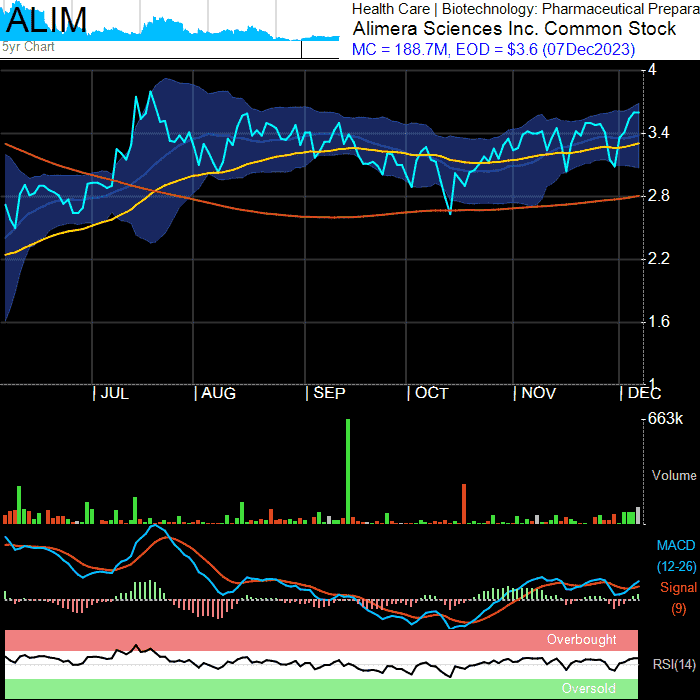 ALIM
5yr Chart
Health Care | Biotechnology: Pharmaceutical Prepara
Alimera Sciences Inc. Common Stock
MC = 188.7M, EOD = $3.6 (07Dec2023)
4
3.4
2.8
2.2
1.6
1
| JUL | AUG | SEP | OCT | NOV | DEC
663k
Volume
MACD
(12-26)
Signal
(9)
Overbought
RSI(14)
Oversold